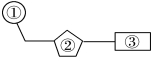 ① ② ③